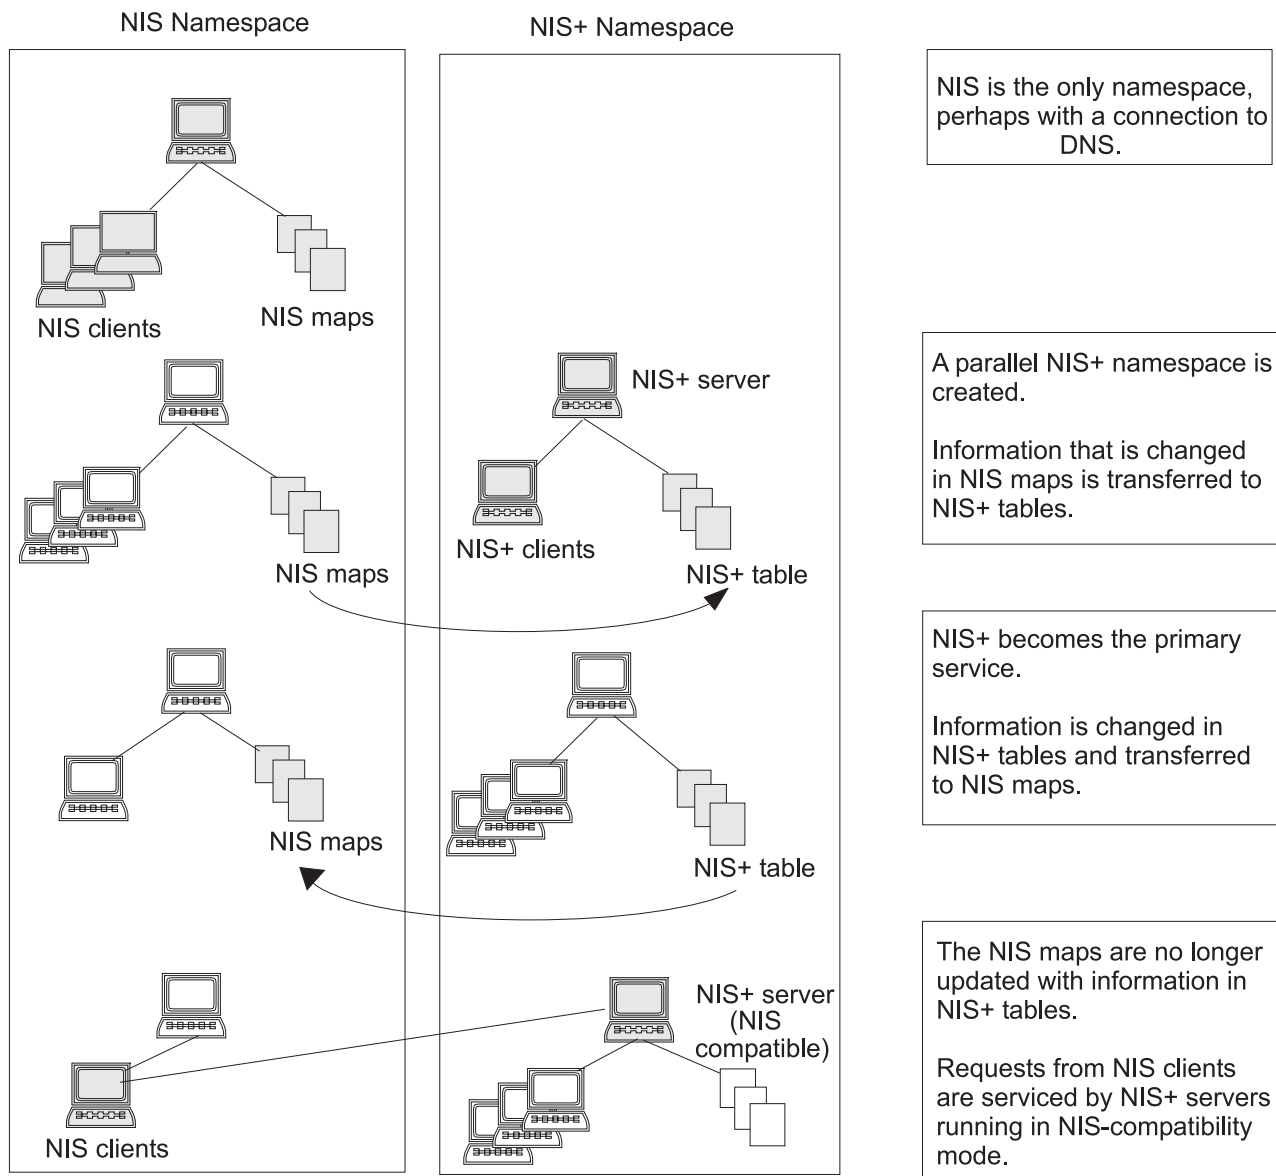 NIS Namespace
NIS+ Namespace
NIS is the only namespace,
perhaps with a connection to
DNS.
NIS clients
NIS maps
NIS+ server
A parallel NIS+ namespace is
created.
Information that is changed
in NIS maps is transferred to
NIS+ tables.
NIS+ clients
NIS maps
NIS+ table
NIS+ becomes the primary
service.
Information is changed in
NIS+ tables and transferred
to NIS maps.
NIS maps
NIS+ table
The NIS maps are no longer
updated with information in
NIS+ tables.
Requests from NIS clients
are serviced by NIS+ servers
running in NIS-compatibility
mode.
NIS+ server
(NIS
compatible)
NIS clients